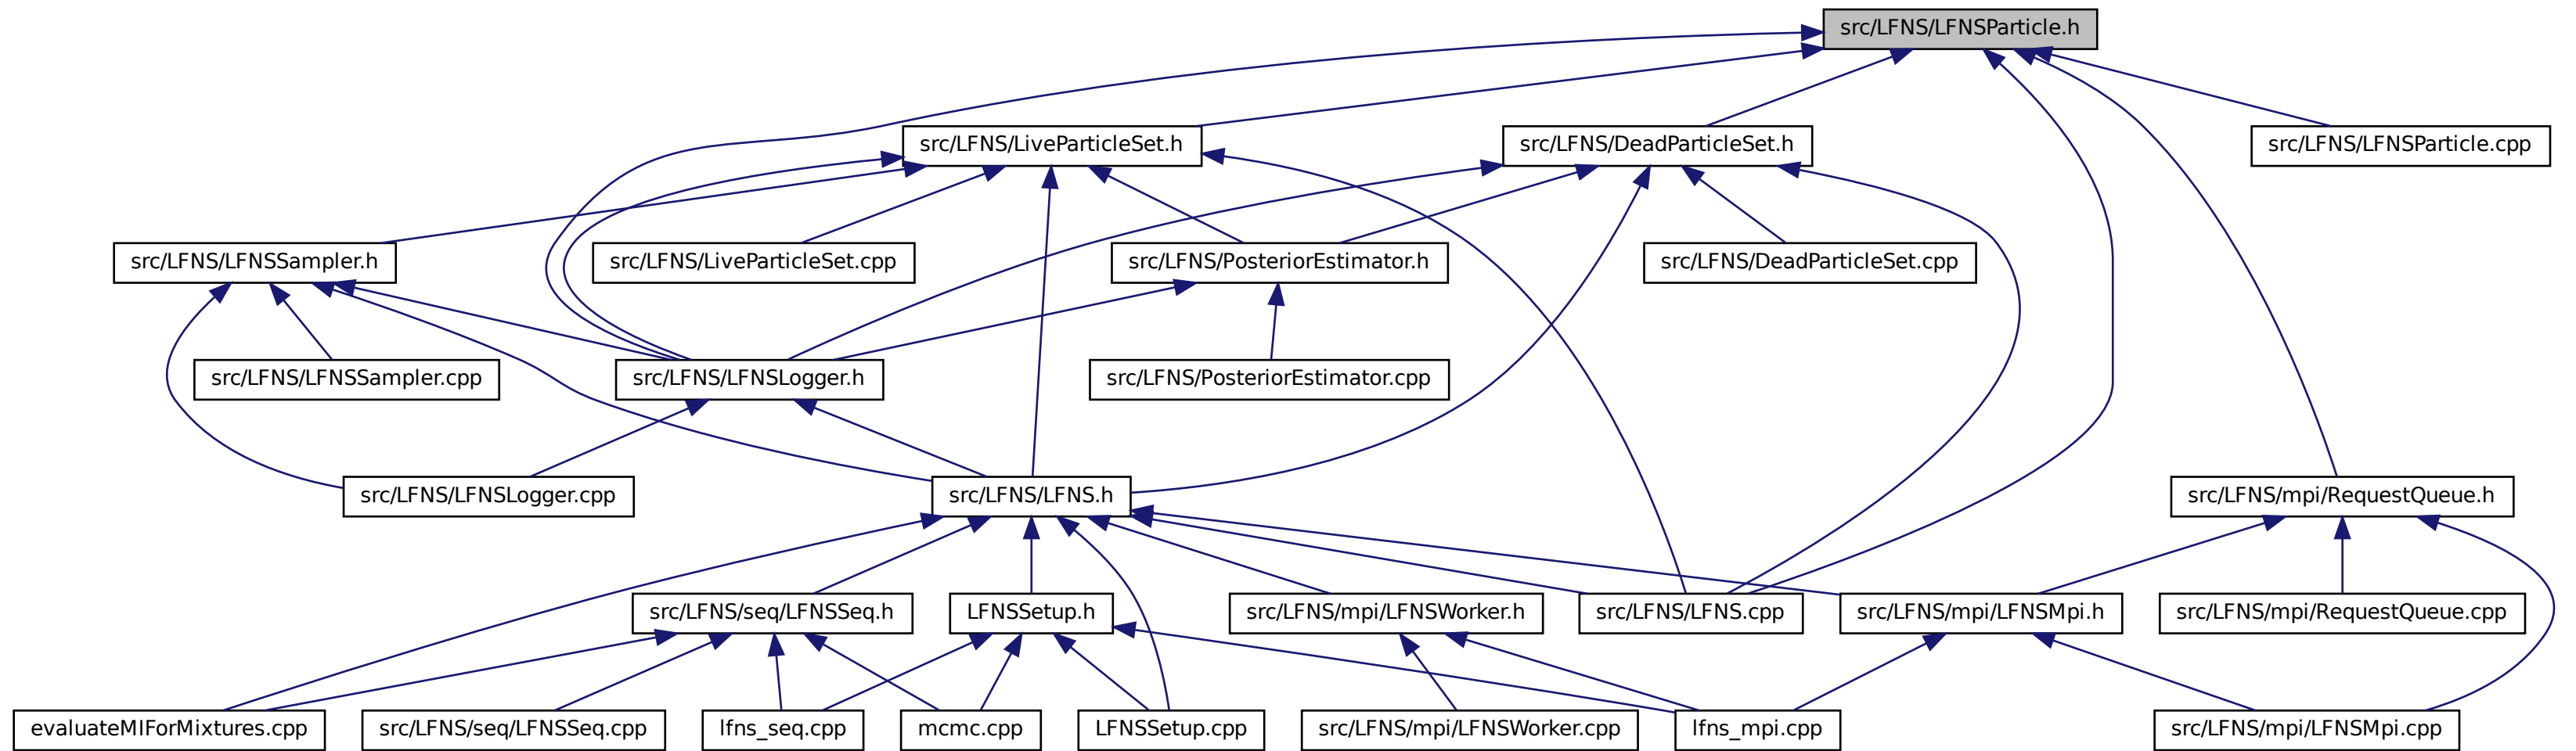 src/LFNS/LFNSParticle.h
src/LFNS/LiveParticleSet.h
src/LFNS/DeadParticleSet.h
src/LFNS/LFNSParticle.cpp
src/LFNS/LFNSSampler.h
src/LFNS/LiveParticleSet.cpp
src/LFNS/PosteriorEstimator.h
src/LFNS/DeadParticleSet.cpp
src/LFNS/LFNSSampler.cpp
src/LFNS/LFNSLogger.h
src/LFNS/PosteriorEstimator.cpp
src/LFNS/LFNSLogger.cpp
src/LFNS/LFNS.h
src/LFNS/mpi/RequestQueue.h
src/LFNS/seq/LFNSSeq.h
LFNSSetup.h
src/LFNS/mpi/LFNSWorker.h
src/LFNS/LFNS.cpp
src/LFNS/mpi/LFNSMpi.h
src/LFNS/mpi/RequestQueue.cpp
evaluateMIForMixtures.cpp
src/LFNS/seq/LFNSSeq.cpp
lfns_seq.cpp
mcmc.cpp
LFNSSetup.cpp
src/LFNS/mpi/LFNSWorker.cpp
lfns_mpi.cpp
src/LFNS/mpi/LFNSMpi.cpp